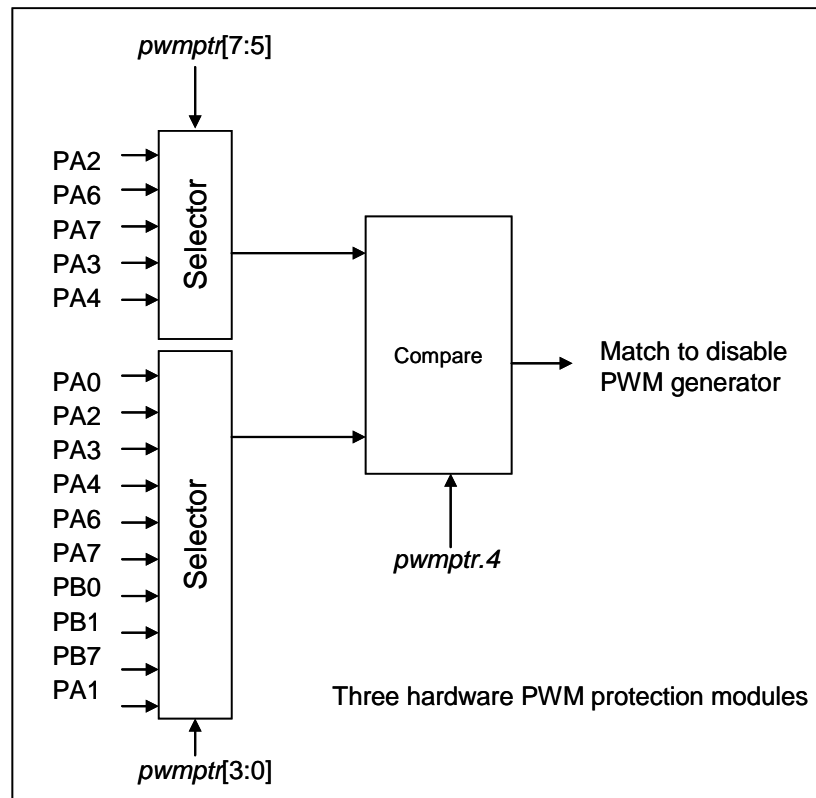 pwmptr[7:5]
PA2
PA6
PA7
PA3
PA4
Selector
PA0
PA2
PA3
PA4
PA6
PA7
PB0
PB1
PB7
PA1
Selector
pwmptr[3:0]
Compare
pwmptr.4
Match to disable
PWM generator
Three hardware PWM protection modules